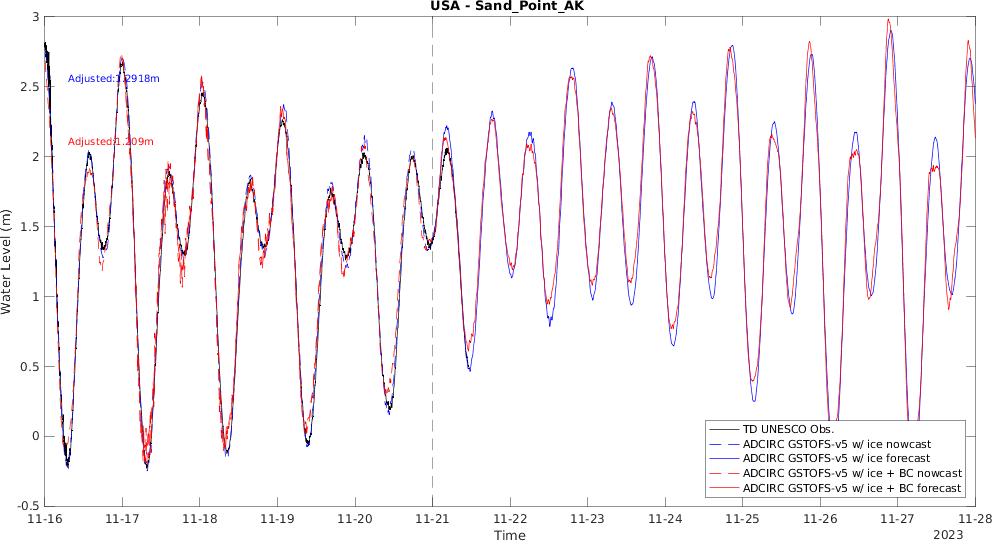 USA - Sand_Point_AK
3
2.5
2
1.5
1
0.5
0
-0.5
Water Level (m)
Adjusted:1.2918m
Adjusted:1.209m
TD UNESCO Obs.
ADCIRC GSTOFS-v5 w/ ice nowcast
ADCIRC GSTOFS-v5 w/ ice forecast
ADCIRC GSTOFS-v5 w/ ice + BC nowcast
ADCIRC GSTOFS-v5 w/ ice + BC forecast
11-16 11-17 11-18 11-19 11-20 11-21 11-22 11-23 11-24 11-25 11-26 11-27 11-28
Time
2023